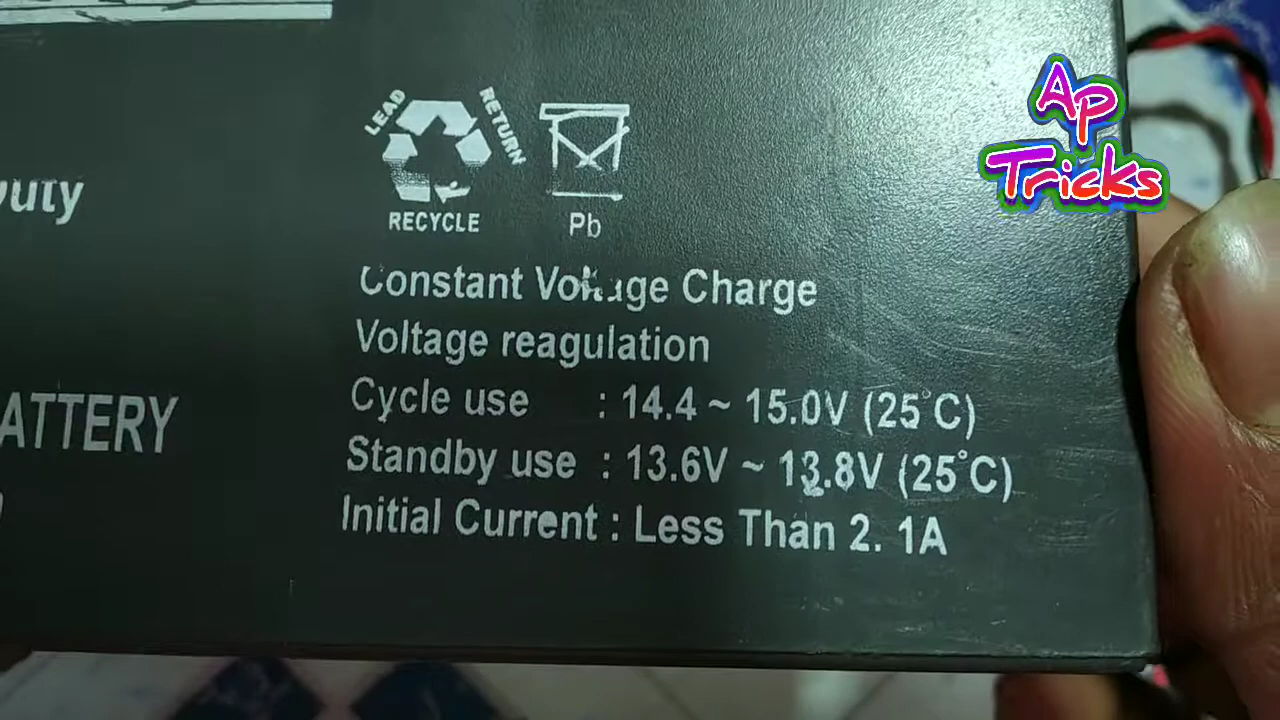 Ap
Tricks
LEAD
RETURN
RECYCLE
Pb
Constant Voltage Charge
Voltage reagulation
Cycle use : 14.4 ~ 15.0V (25°C)
Standby use : 13.6V ~ 13.8V (25°C)
Initial Current : Less Than 2. 1A
uty
ATTERY